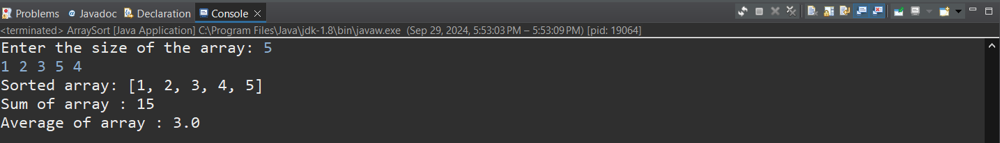 Problems @ Javadoc Declaration Console
<terminated> ArraySort [Java Application] C:\Program Files\Java\jdk-1.8\bin\javaw.exe (Sep 29, 2024, 5:53:03 PM – 5:53:09 PM) [pid: 19064]
Enter the size of the array: 5
1 2 3 5 4
Sorted array: [1, 2, 3, 4, 5]
Sum of array : 15
Average of array : 3.0